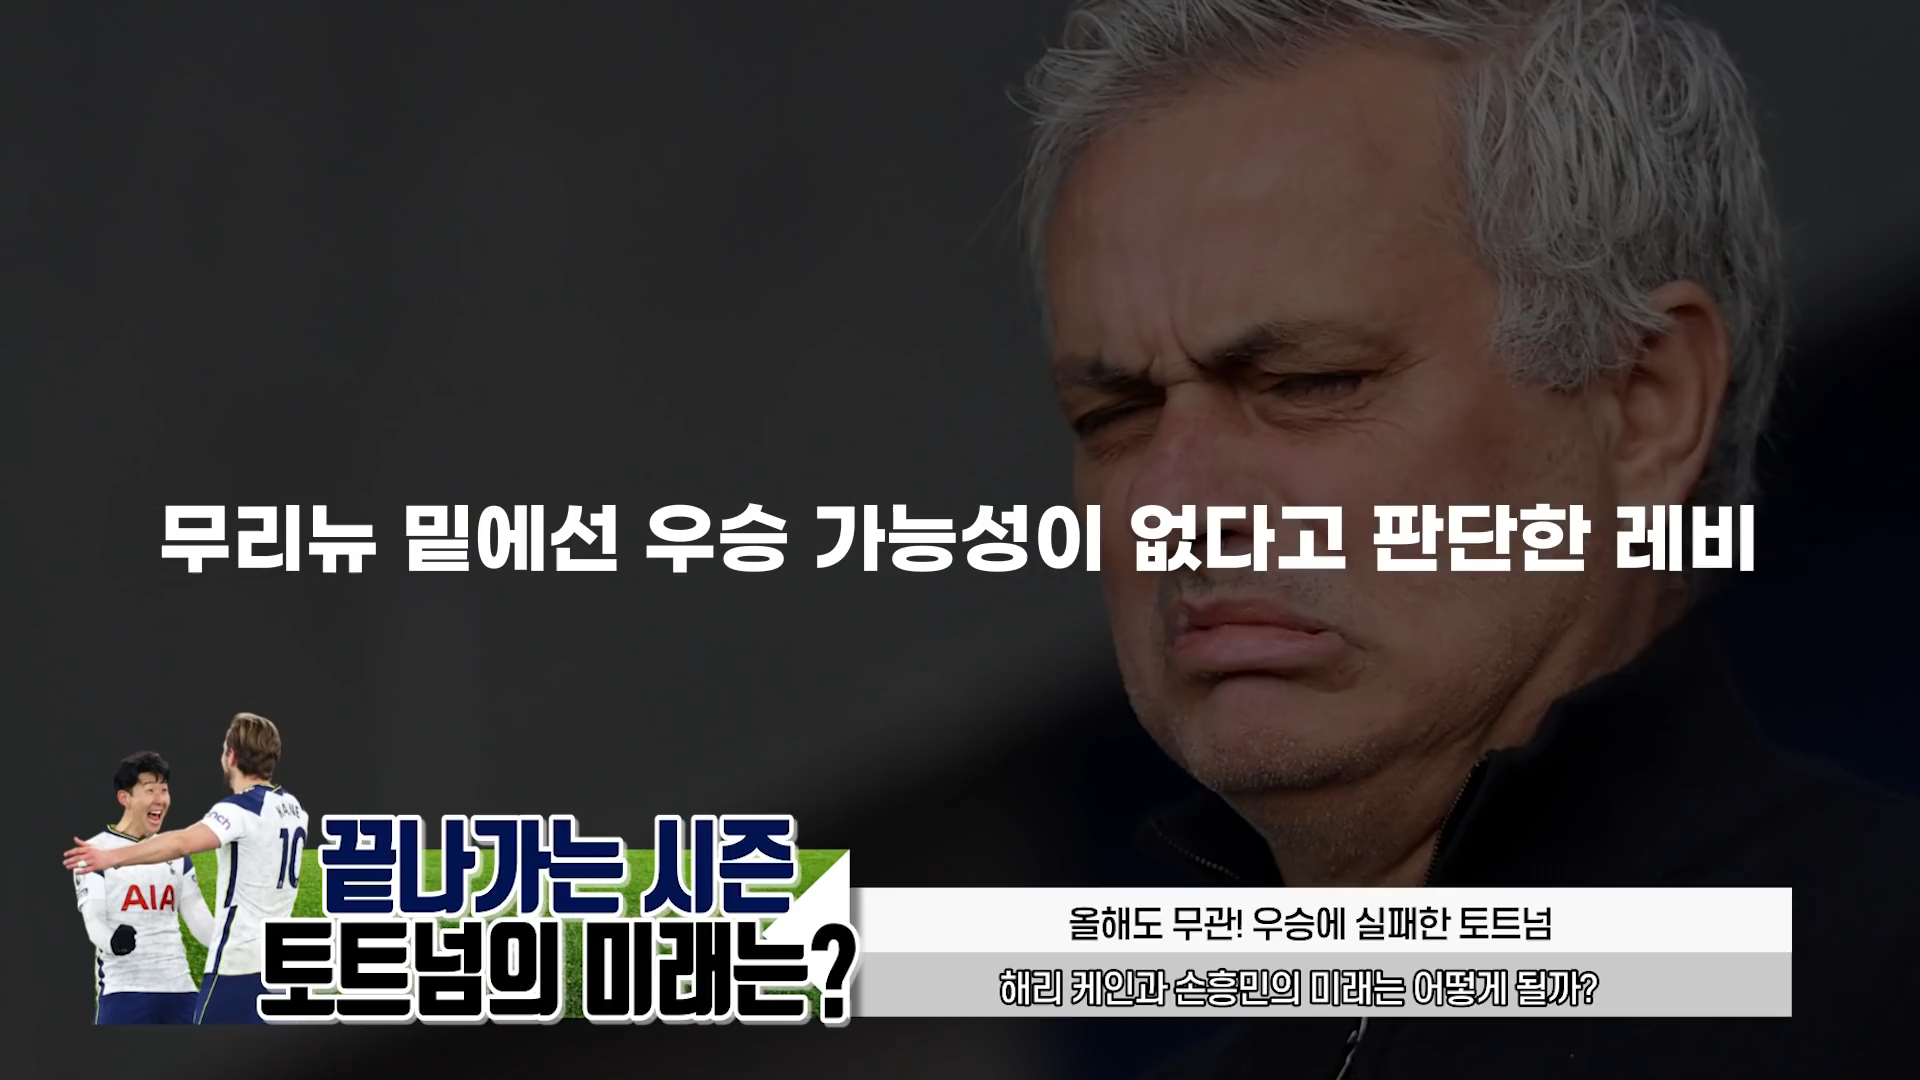 무리뉴 밑에선 우승 가능성이 없다고 판단한 레비
KANE
10
AIA
끝나가는 시즌
토트넘의 미래는?
올해도 무관! 우승에 실패한 토트넘
해리 케인과 손흥민의 미래는 어떻게 될까?